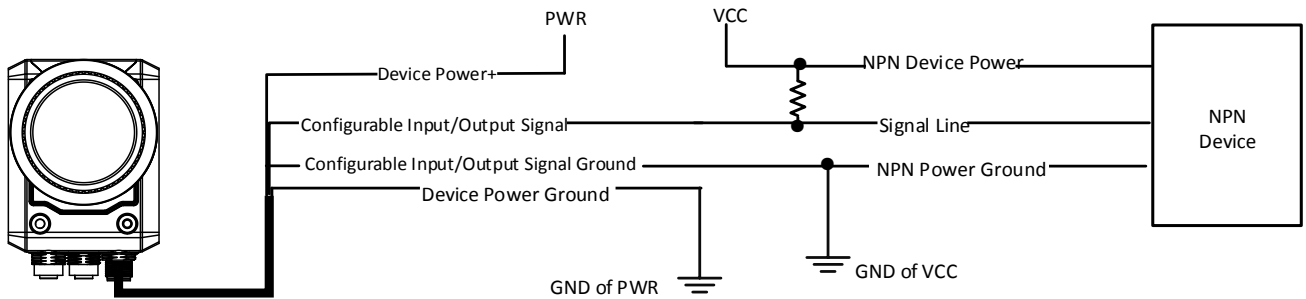 PWR
VCC
Device Power+
NPN Device Power
Configurable Input/Output Signal
Signal Line
NPN
Device
Configurable Input/Output Signal Ground
NPN Power Ground
Device Power Ground
GND of PWR
GND of VCC